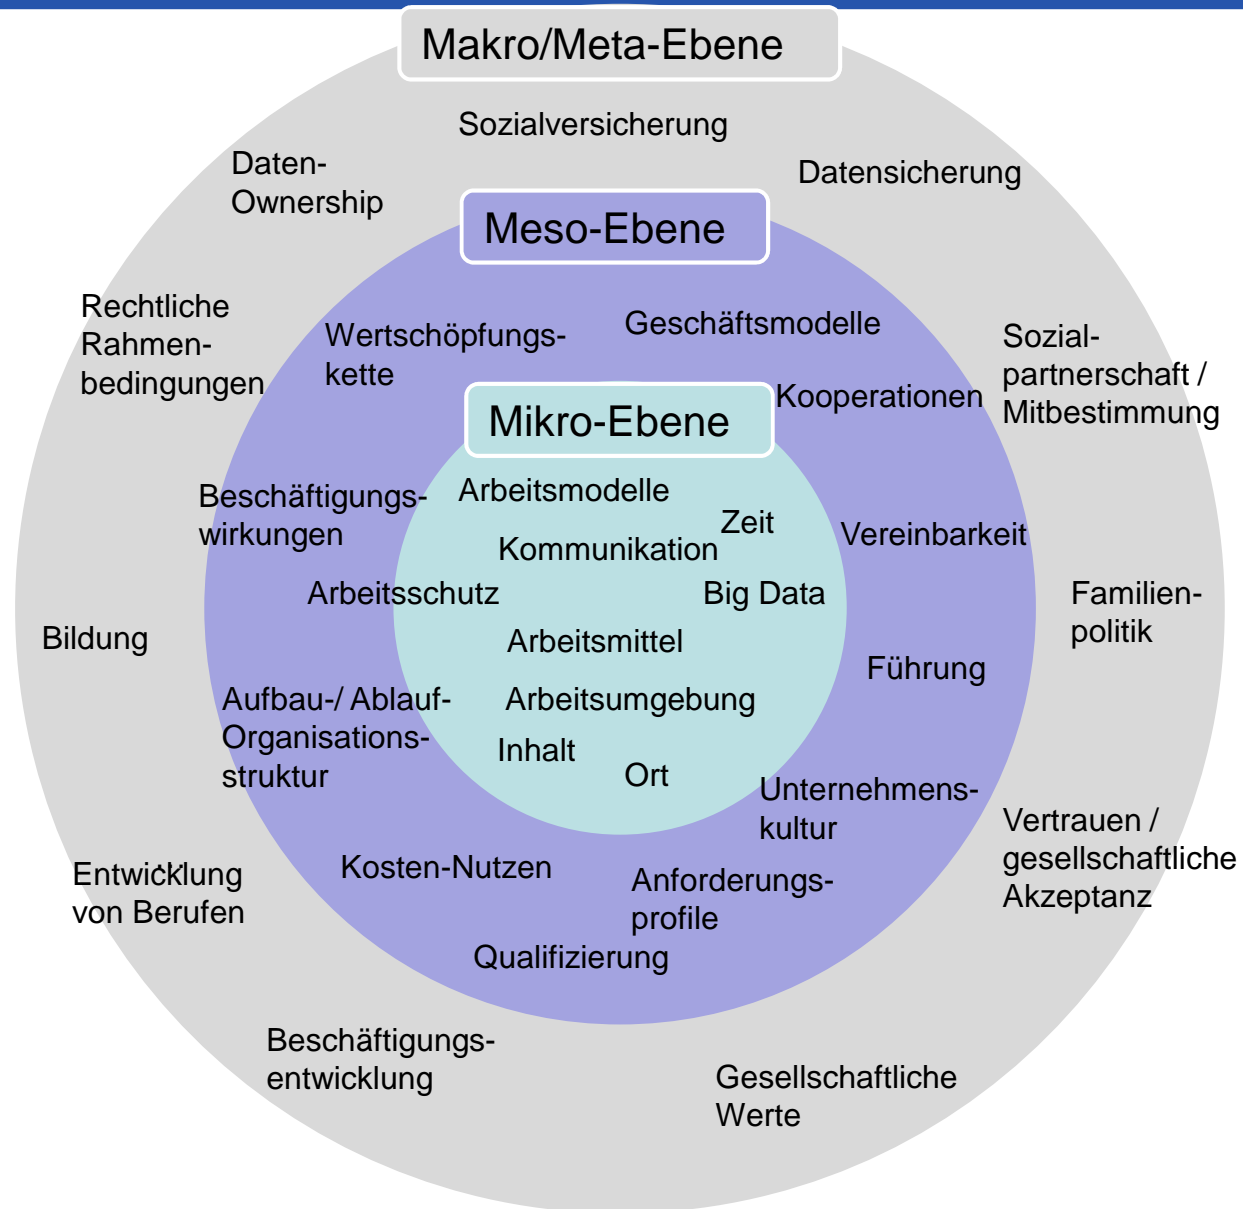 Makro/Meta-Ebene
Sozialversicherung
Daten-
Ownership
Datensicherung
Meso-Ebene
Rechtliche
Rahmen-
bedingungen
Wertschöpfungs-
kette
Geschäftsmodelle
Kooperationen
Sozial-
partnerschaft /
Mitbestimmung
Mikro-Ebene
Beschäftigungs-
wirkungen
Arbeitsmodelle
Zeit
Kommunikation
Vereinbarkeit
Arbeitsschutz
Big Data
Familien-
politik
Bildung
Arbeitsmittel
Führung
Aufbau-/ Ablauf-
Organisations-
struktur
Arbeitsumgebung
Inhalt
Ort
Unternehmens-
kultur
Vertrauen /
gesellschaftliche
Akzeptanz
Entwicklung
von Berufen
...
Kosten-Nutzen
Anforderungs-
profile
Qualifizierung
Beschäftigungs-
entwicklung
Gesellschaftliche
Werte